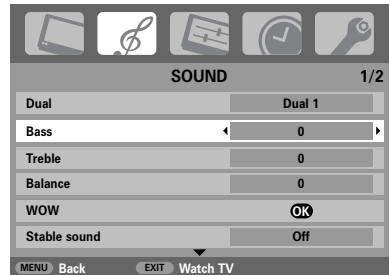 SOUND 1/2
Dual Dual 1
Bass 0
Treble 0
Balance 0
WOW OK
Stable sound Off
MENU Back EXIT Watch TV